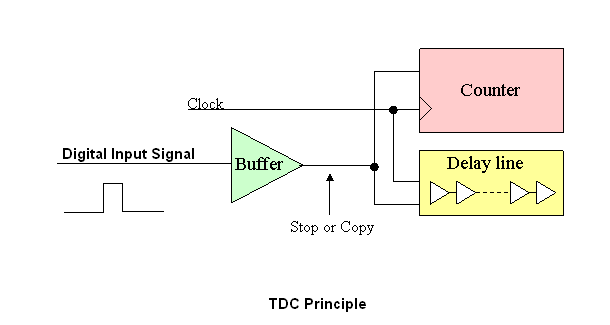 Clock
Counter
Digital Input Signal
Buffer
Delay line
Stop or Copy
TDC Principle